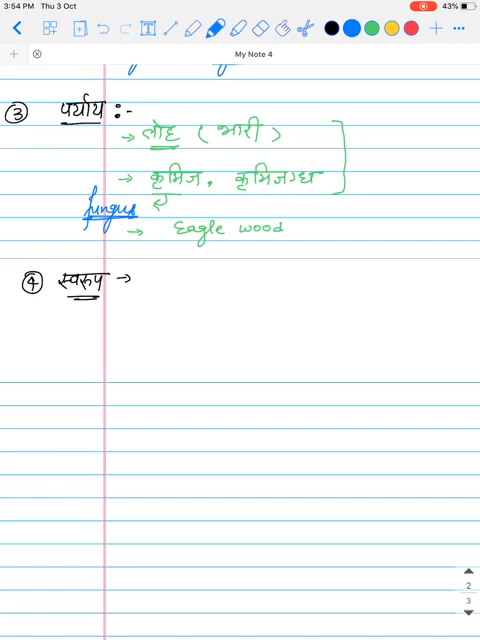 3:54 PM Thu 3 Oct 43%
My Note 4
③ पर्याय :-
→ लोह ( भारी )
→ कृमिज , कृमिजग्ध
fungus
→ Eagle wood
④ स्वरूप →
2
3